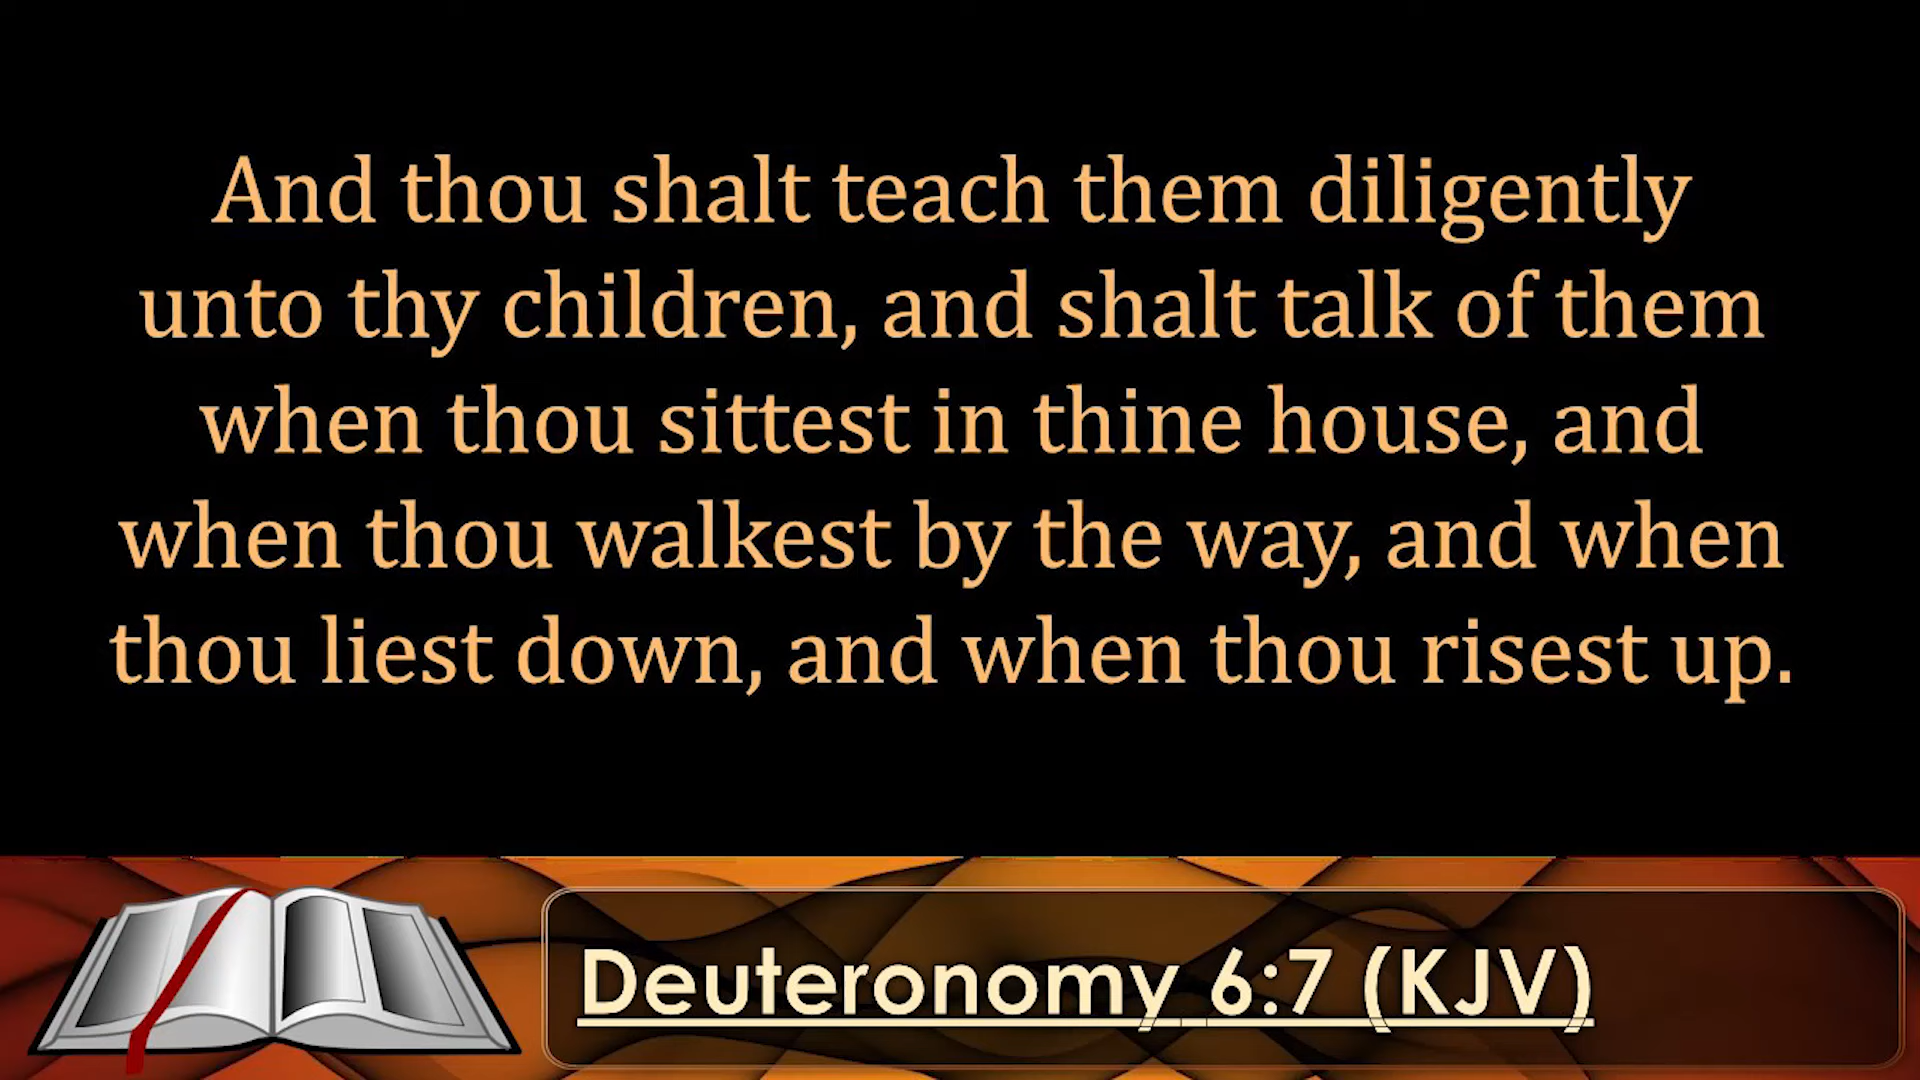 And thou shalt teach them diligently
unto thy children, and shalt talk of them
when thou sittest in thine house, and
when thou walkest by the way, and when
thou liest down, and when thou risest up.
Deuteronomy 6:7 (KJV)